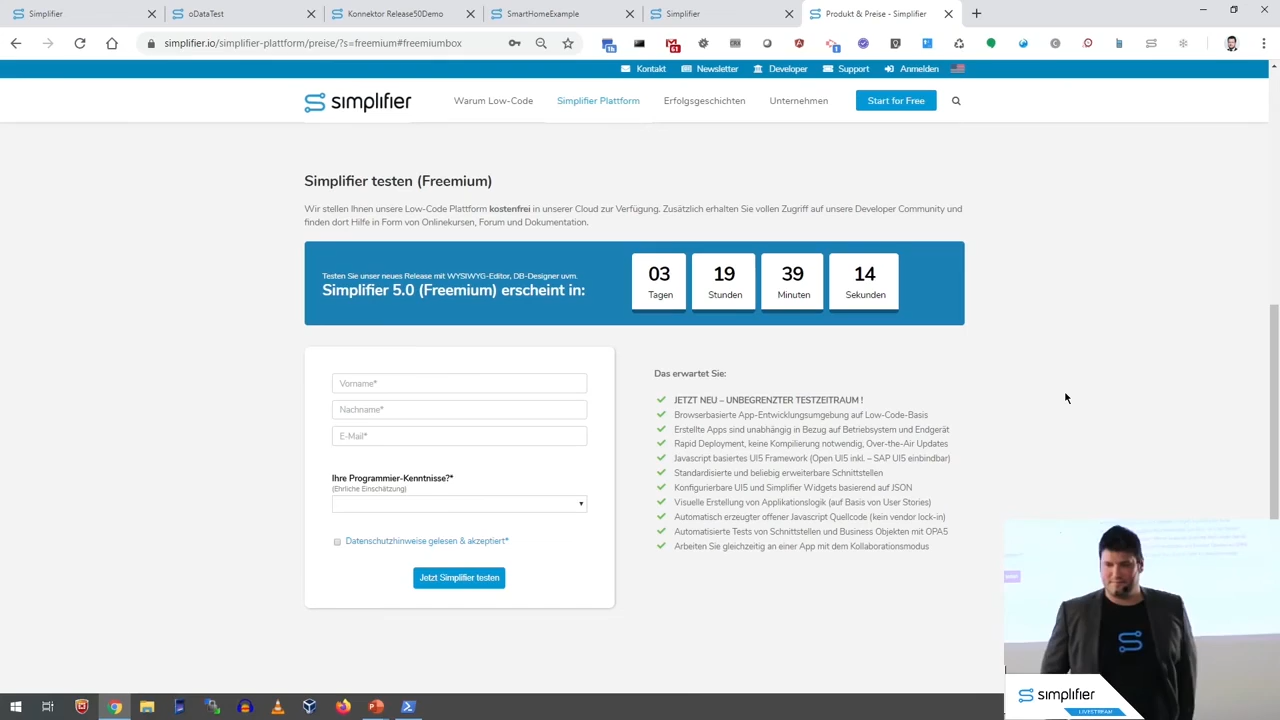 Simplifier
oDataTest
Konnektor Release50Demo
SmartHomeExample
Simplifier
Produkt & Preise - Simplifier
simplifier.io/simplifier-plattform/preise/?s=freemium#freemiumbox
Kontakt
Newsletter
Developer
Support
Anmelden
simplifier
Warum Low-Code
Simplifier Plattform
Erfolgsgeschichten
Unternehmen
Start for Free
Simplifier testen (Freemium)
Wir stellen Ihnen unsere Low-Code Plattform kostenfrei in unserer Cloud zur Verfügung. Zusätzlich erhalten Sie vollen Zugriff auf unsere Developer Community und
finden dort Hilfe in Form von Onlinekursen, Forum und Dokumentation.
Testen Sie unser neues Release mit WYSIWYG-Editor, DB-Designer uvm.
Simplifier 5.0 (Freemium) erscheint in:
03 19 39 14
Tagen Stunden Minuten Sekunden
Vorname*
Nachname*
E-Mail*
Ihre Programmier-Kenntnisse?*
(Ehrliche Einschätzung)
Datenschutzhinweise gelesen & akzeptiert*
Jetzt Simplifier testen
Das erwartet Sie:
JETZT NEU – UNBEGRENZTER TESTZEITRAUM !
Browserbasierte App-Entwicklungsumgebung auf Low-Code-Basis
Erstellte Apps sind unabhängig in Bezug auf Betriebsystem und Endgerät
Rapid Deployment, keine Kompilierung notwendig, Over-the-Air Updates
Javascript basiertes UI5 Framework (Open UI5 inkl. – SAP UI5 einbindbar)
Standardisierte und beliebig erweiterbare Schnittstellen
Konfigurierbare UI5 und Simplifier Widgets basierend auf JSON
Visuelle Erstellung von Applikationslogik (auf Basis von User Stories)
Automatisch erzeugter offener Javascript Quellcode (kein vendor lock-in)
Automatisierte Tests von Schnittstellen und Business Objekten mit OPA5
Arbeiten Sie gleichzeitig an einer App mit dem Kollaborationsmodus
simplifier
LIVESTREAM